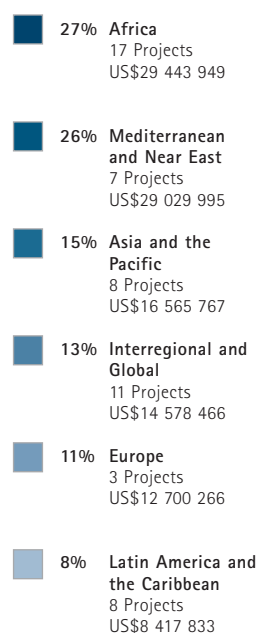 27% Africa
17 Projects
US$29 443 949
26% Mediterranean
and Near East
7 Projects
US$29 029 995
15% Asia and the
Pacific
8 Projects
US$16 565 767
13% Interregional and
Global
11 Projects
US$14 578 466
11% Europe
3 Projects
US$12 700 266
8% Latin America and
the Caribbean
8 Projects
US$8 417 833